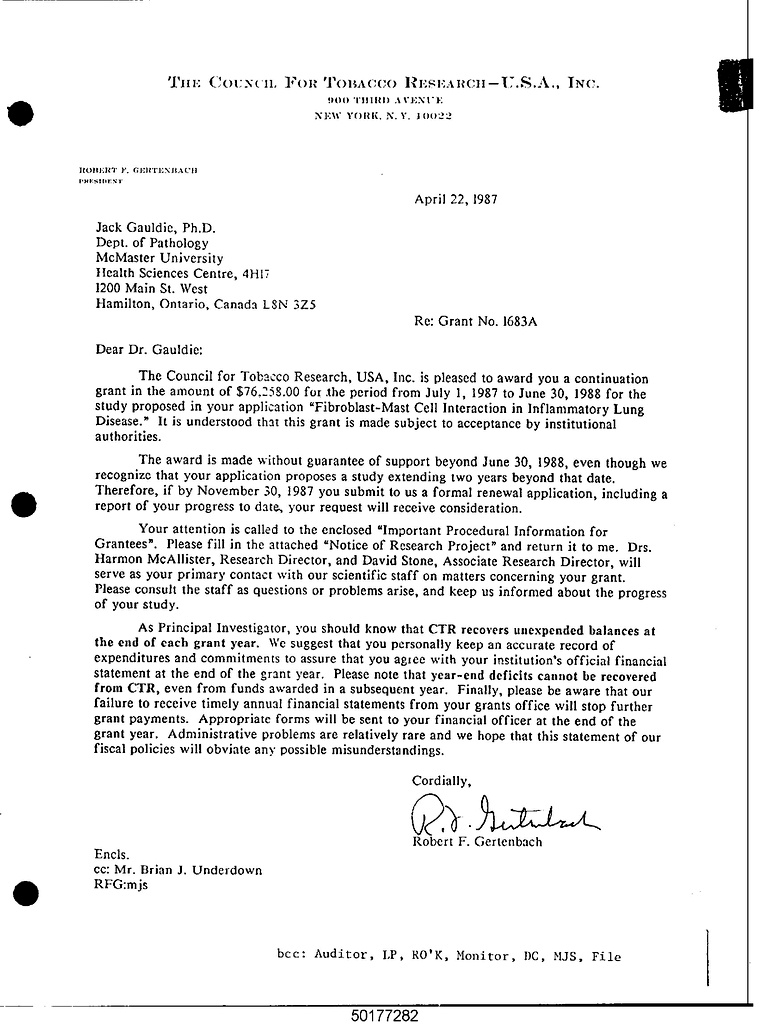 THE COUNCIL FOR TOBACCO RESEARCH—U.S.A., INC.
900 THIRD AVENUE
NEW YORK, N.Y. 10022
ROBERT F. GERTENBACH
PRESIDENT
April 22, 1987
Jack Gauldie, Ph.D.
Dept. of Pathology
McMaster University
Health Sciences Centre, 4H17
1200 Main St. West
Hamilton, Ontario, Canada L8N 3Z5
Re: Grant No. 1683A
Dear Dr. Gauldie:
The Council for Tobacco Research, USA, Inc. is pleased to award you a continuation
grant in the amount of $76,258.00 for the period from July 1, 1987 to June 30, 1988 for the
study proposed in your application "Fibroblast-Mast Cell Interaction in Inflammatory Lung
Disease." It is understood that this grant is made subject to acceptance by institutional
authorities.
The award is made without guarantee of support beyond June 30, 1988, even though we
recognize that your application proposes a study extending two years beyond that date.
Therefore, if by November 30, 1987 you submit to us a formal renewal application, including a
report of your progress to date, your request will receive consideration.
Your attention is called to the enclosed "Important Procedural Information for
Grantees". Please fill in the attached "Notice of Research Project" and return it to me. Drs.
Harmon McAllister, Research Director, and David Stone, Associate Research Director, will
serve as your primary contact with our scientific staff on matters concerning your grant.
Please consult the staff as questions or problems arise, and keep us informed about the progress
of your study.
As Principal Investigator, you should know that CTR recovers unexpended balances at
the end of each grant year. We suggest that you personally keep an accurate record of
expenditures and commitments to assure that you agree with your institution's official financial
statement at the end of the grant year. Please note that year-end deficits cannot be recovered
from CTR, even from funds awarded in a subsequent year. Finally, please be aware that our
failure to receive timely annual financial statements from your grants office will stop further
grant payments. Appropriate forms will be sent to your financial officer at the end of the
grant year. Administrative problems are relatively rare and we hope that this statement of our
fiscal policies will obviate any possible misunderstandings.
Cordially,
R. F. Gertenbach
Robert F. Gertenbach
Encls.
cc: Mr. Brian J. Underdown
RFG:mjs
bcc: Auditor, LP, RO'K, Monitor, DC, MJS, File
50177282